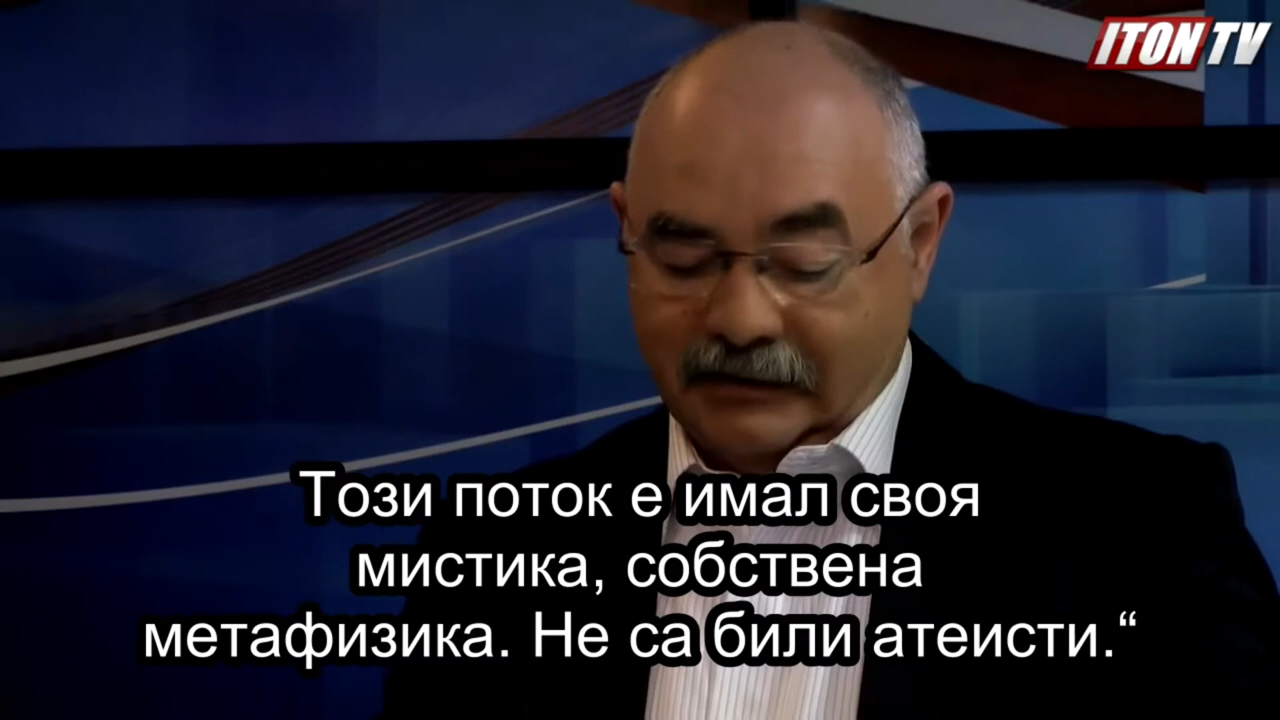 ITON TV
Този поток е имал своя
мистика, собствена
метафизика. Не са били атеисти.“